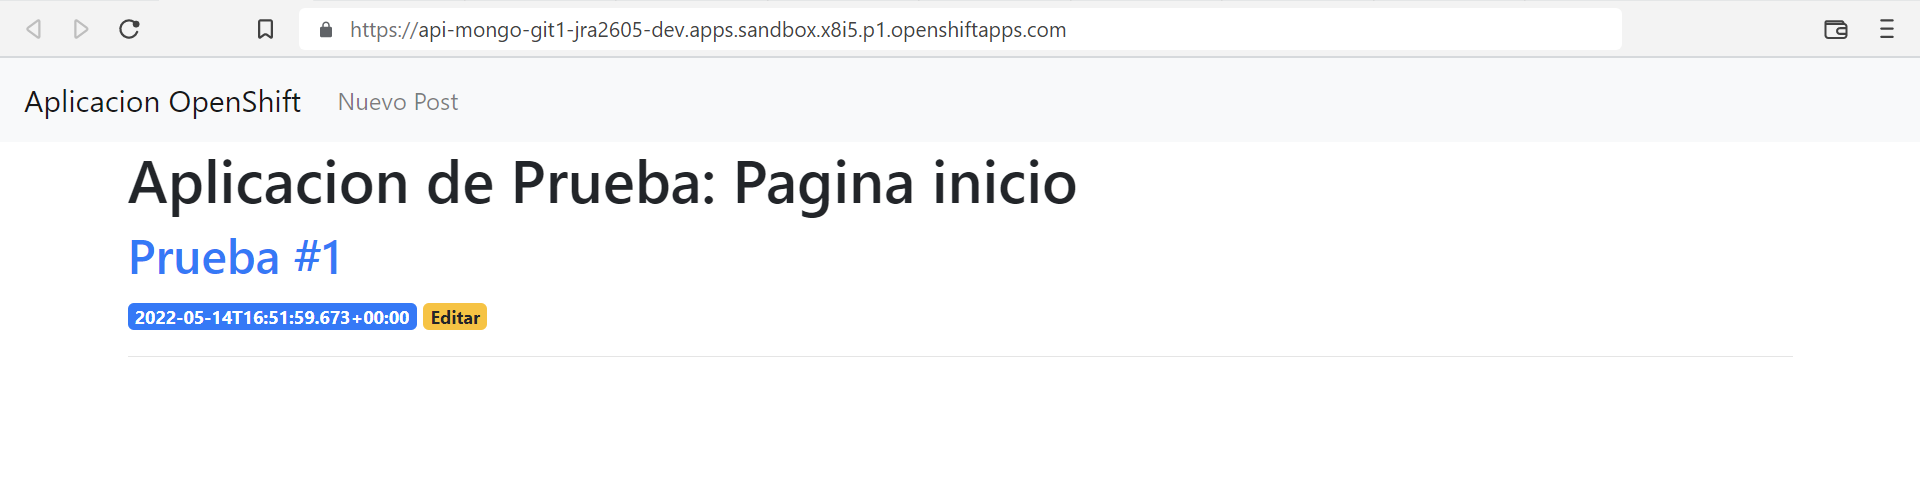 https://api-mongo-git1-jra2605-dev.apps.sandbox.x8i5.p1.openshiftapps.com
Aplicacion OpenShift Nuevo Post
Aplicacion de Prueba: Pagina inicio
Prueba #1
2022-05-14T16:51:59.673+00:00 Editar